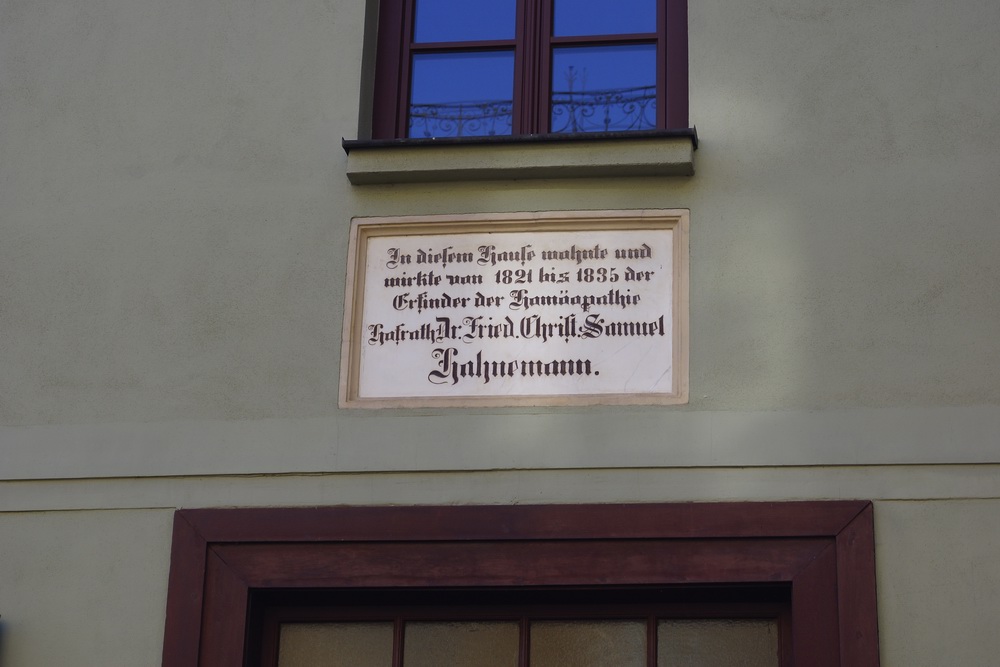 In diesem Hause wohnte und
wirkte von 1821 bis 1835 der
Erfinder der Homöopathie
Hofrath Dr. Fried. Christ. Samuel
Hahnemann.